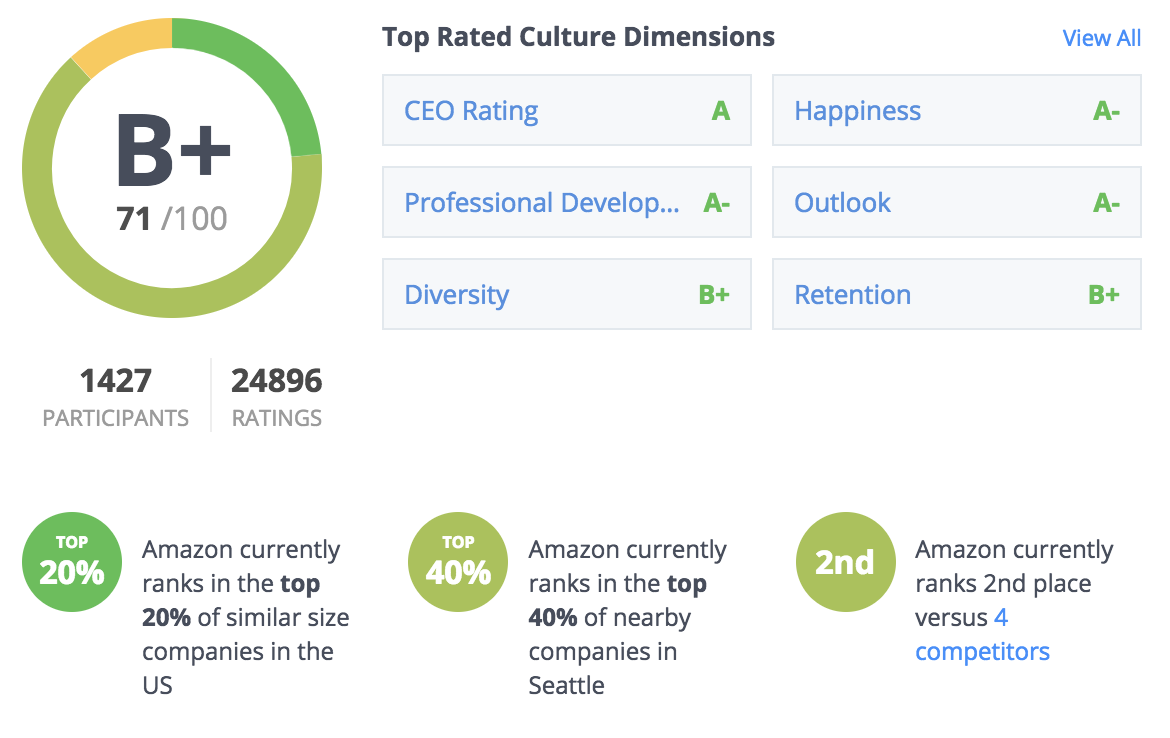 B+
71 /100
1427
PARTICIPANTS
24896
RATINGS
Top Rated Culture Dimensions
View All
CEO Rating A
Happiness A-
Professional Develop... A-
Outlook A-
Diversity B+
Retention B+
TOP
20%
Amazon currently
ranks in the top
20% of similar size
companies in the
US
TOP
40%
Amazon currently
ranks in the top
40% of nearby
companies in
Seattle
2nd
Amazon currently
ranks 2nd place
versus 4
competitors